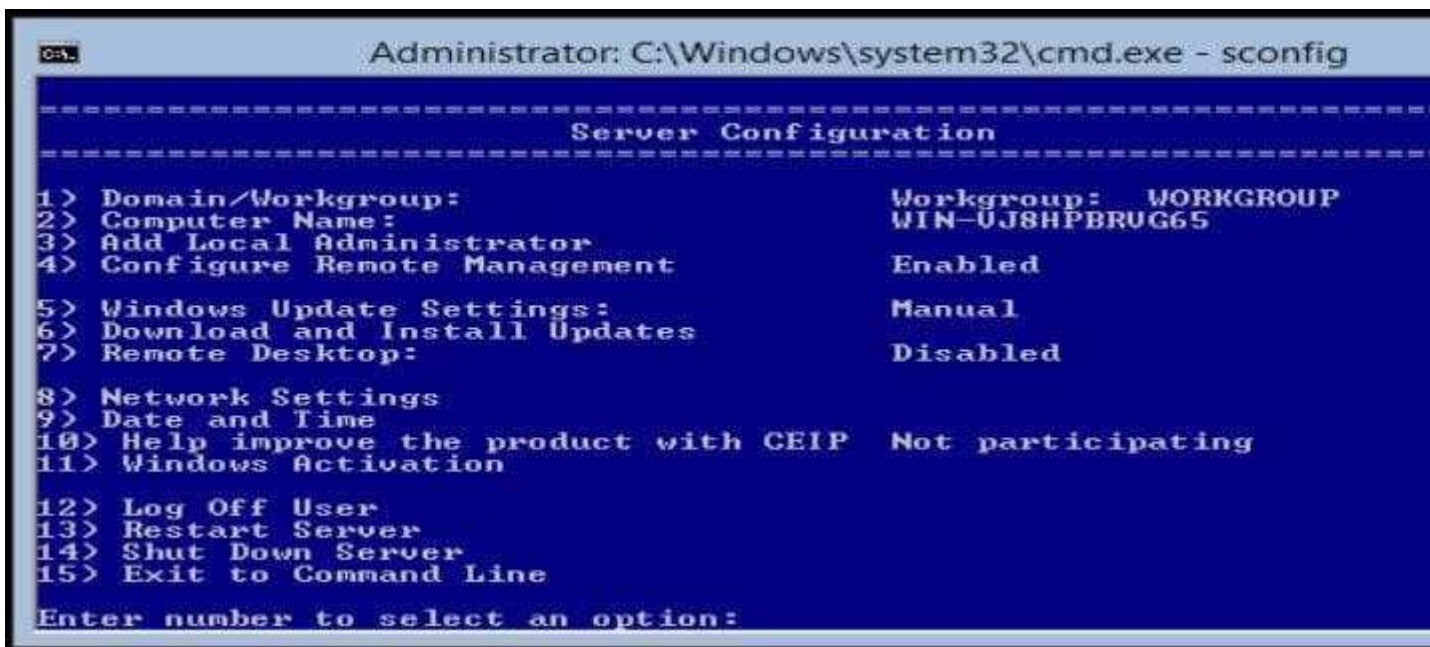 Administrator: C:\Windows\system32\cmd.exe - sconfig
===============================================================
Server Configuration
===============================================================
1) Domain/Workgroup: Workgroup: WORKGROUP
2) Computer Name: WIN-VJ8HPBRVG65
3) Add Local Administrator
4) Configure Remote Management Enabled
5) Windows Update Settings: Manual
6) Download and Install Updates
7) Remote Desktop: Disabled
8) Network Settings
9) Date and Time
10) Help improve the product with CEIP Not participating
11) Windows Activation
12) Log Off User
13) Restart Server
14) Shut Down Server
15) Exit to Command Line
Enter number to select an option: